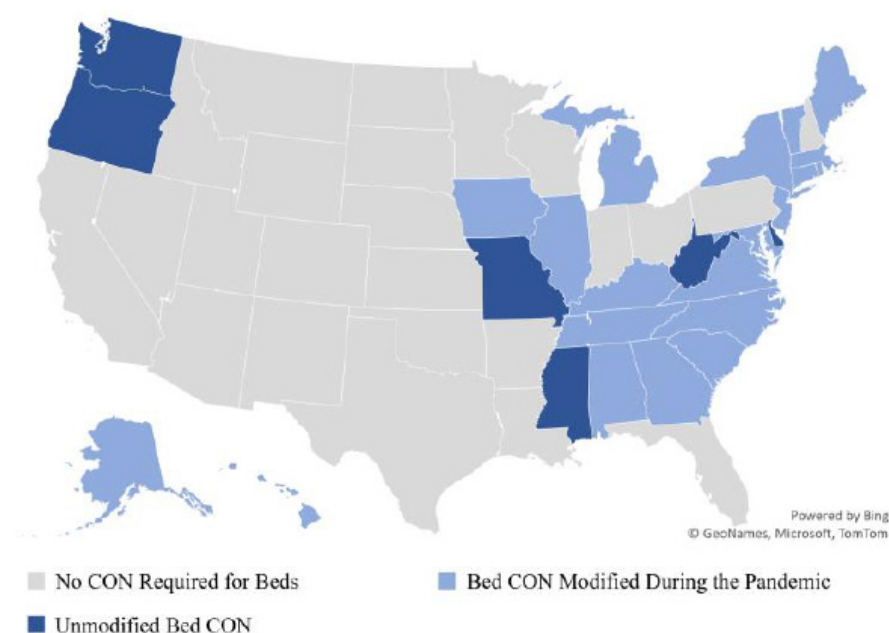 Powered by Bing
© GeoNames, Microsoft, TomTom
No CON Required for Beds
Bed CON Modified During the Pandemic
Unmodified Bed CON